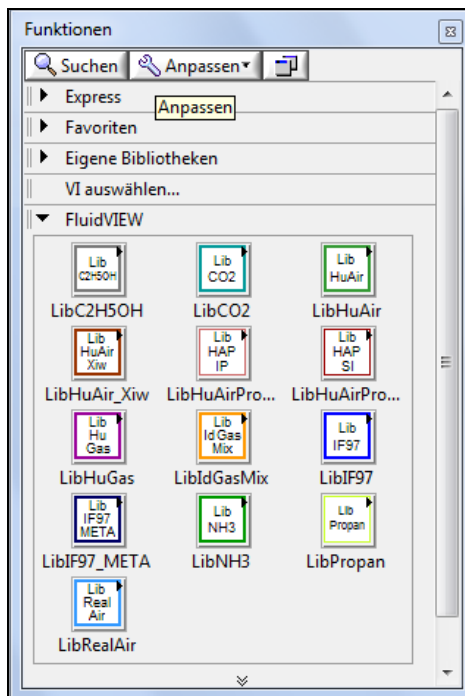 Funktionen
Suchen Anpassen
Express
Anpassen
Favoriten
Eigene Bibliotheken
VI auswählen...
FluidVIEW
Lib C2H5OH
Lib CO2
Lib HuAir
LibC2H5OH LibCO2 LibHuAir
Lib HuAir Xiw
Lib HAP IP
Lib HAP SI
LibHuAir_Xiw LibHuAirPro... LibHuAirPro...
Lib Hu Gas
Lib IdGas Mix
Lib IF97
LibHuGas LibIdGasMix LibIF97
Lib IF97 META
Lib NH3
Lib Propan
LibIF97_META LibNH3 LibPropan
Lib Real Air
LibRealAir